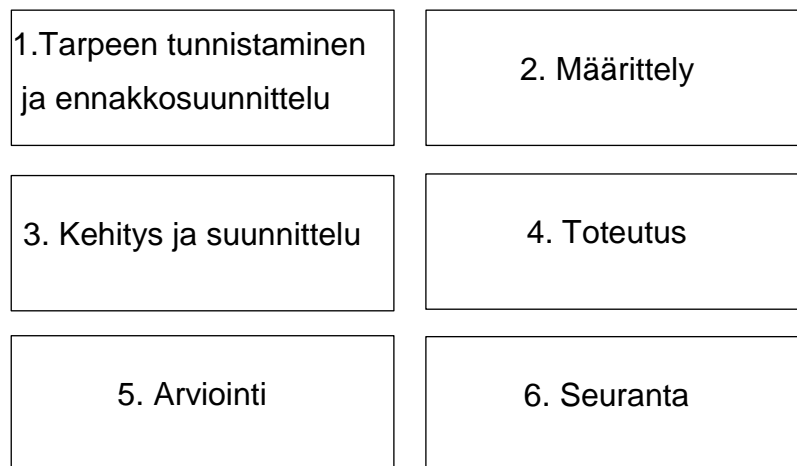 1.Tarpeen tunnistaminen
ja ennakkosuunnittelu
2. Määrittely
3. Kehitys ja suunnittelu
4. Toteutus
5. Arviointi
6. Seuranta